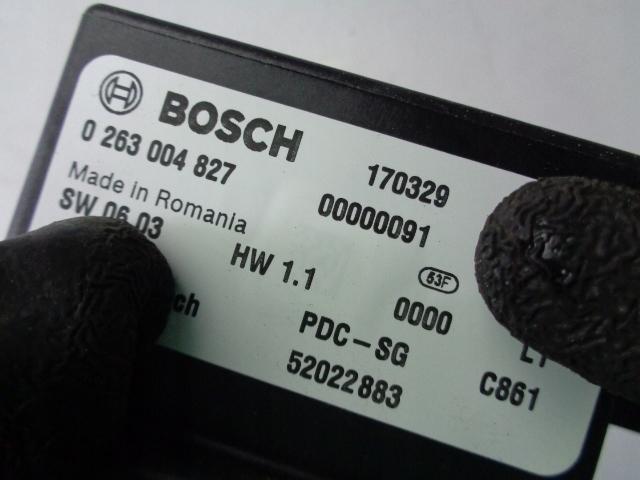 BOSCH
0 263 004 827 170329
Made in Romania 00000091
SW 06.03 HW 1.1 53F
0000
PDC-SG
52022883 C861